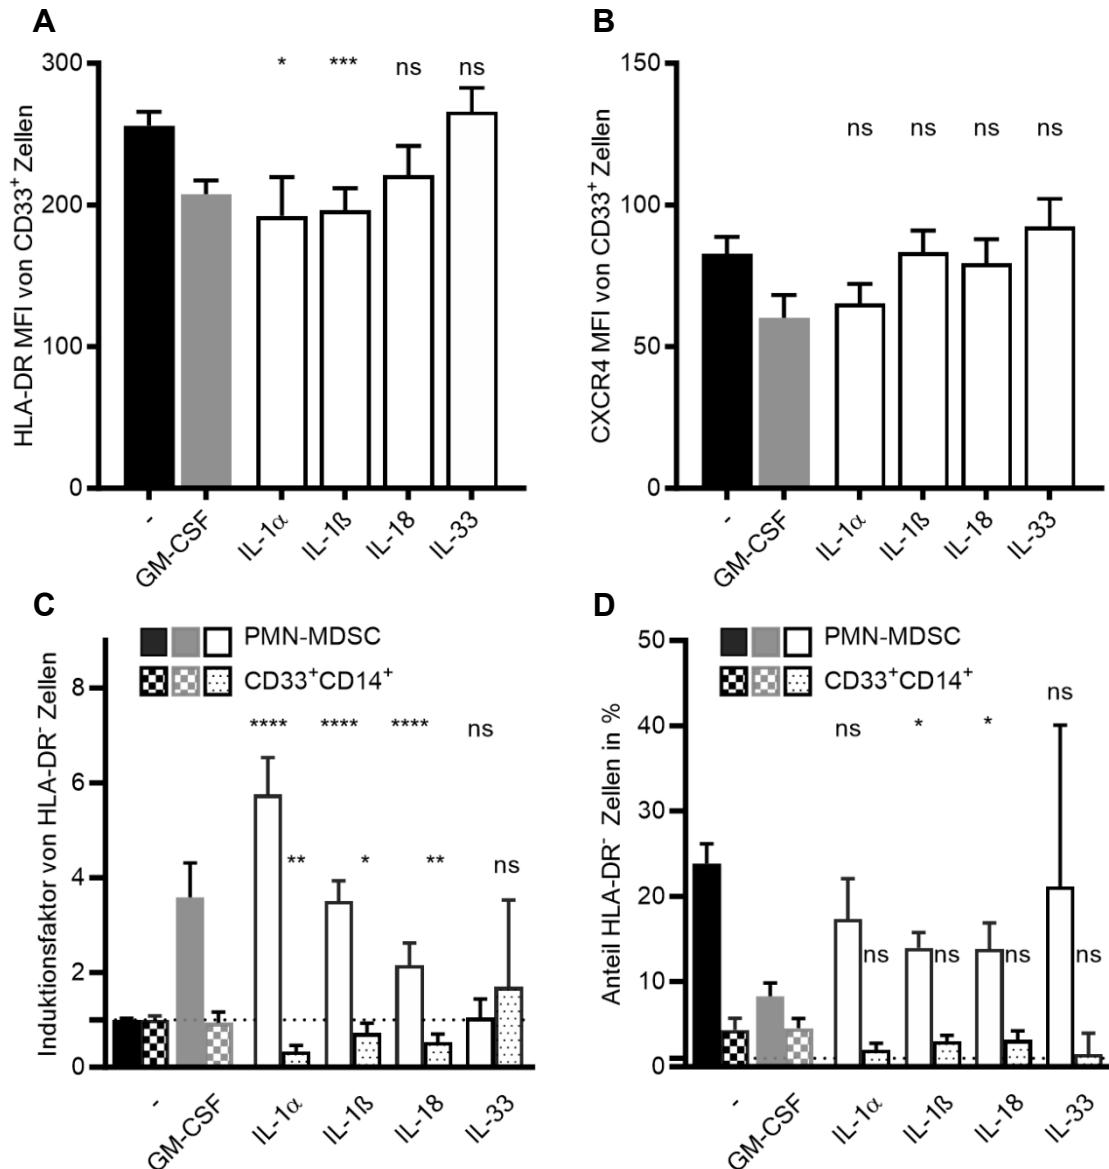 A
HLA-DR MFI von CD33⁺ Zellen
300
200
100
0
* *** ns ns
- GM-CSF IL-1α IL-1ß IL-18 IL-33
B
CXCR4 MFI von CD33⁺ Zellen
150
100
50
0
ns ns ns ns
- GM-CSF IL-1α IL-1ß IL-18 IL-33
C
Induktionsfaktor von HLA-DR⁻ Zellen
PMN-MDSC
CD33⁺CD14⁺
8
6
4
2
0
**** **** **** ns
** * ** ns
- GM-CSF IL-1α IL-1ß IL-18 IL-33
D
Anteil HLA-DR⁻ Zellen in %
PMN-MDSC
CD33⁺CD14⁺
50
40
30
20
10
0
ns * * ns
ns ns ns ns
- GM-CSF IL-1α IL-1ß IL-18 IL-33